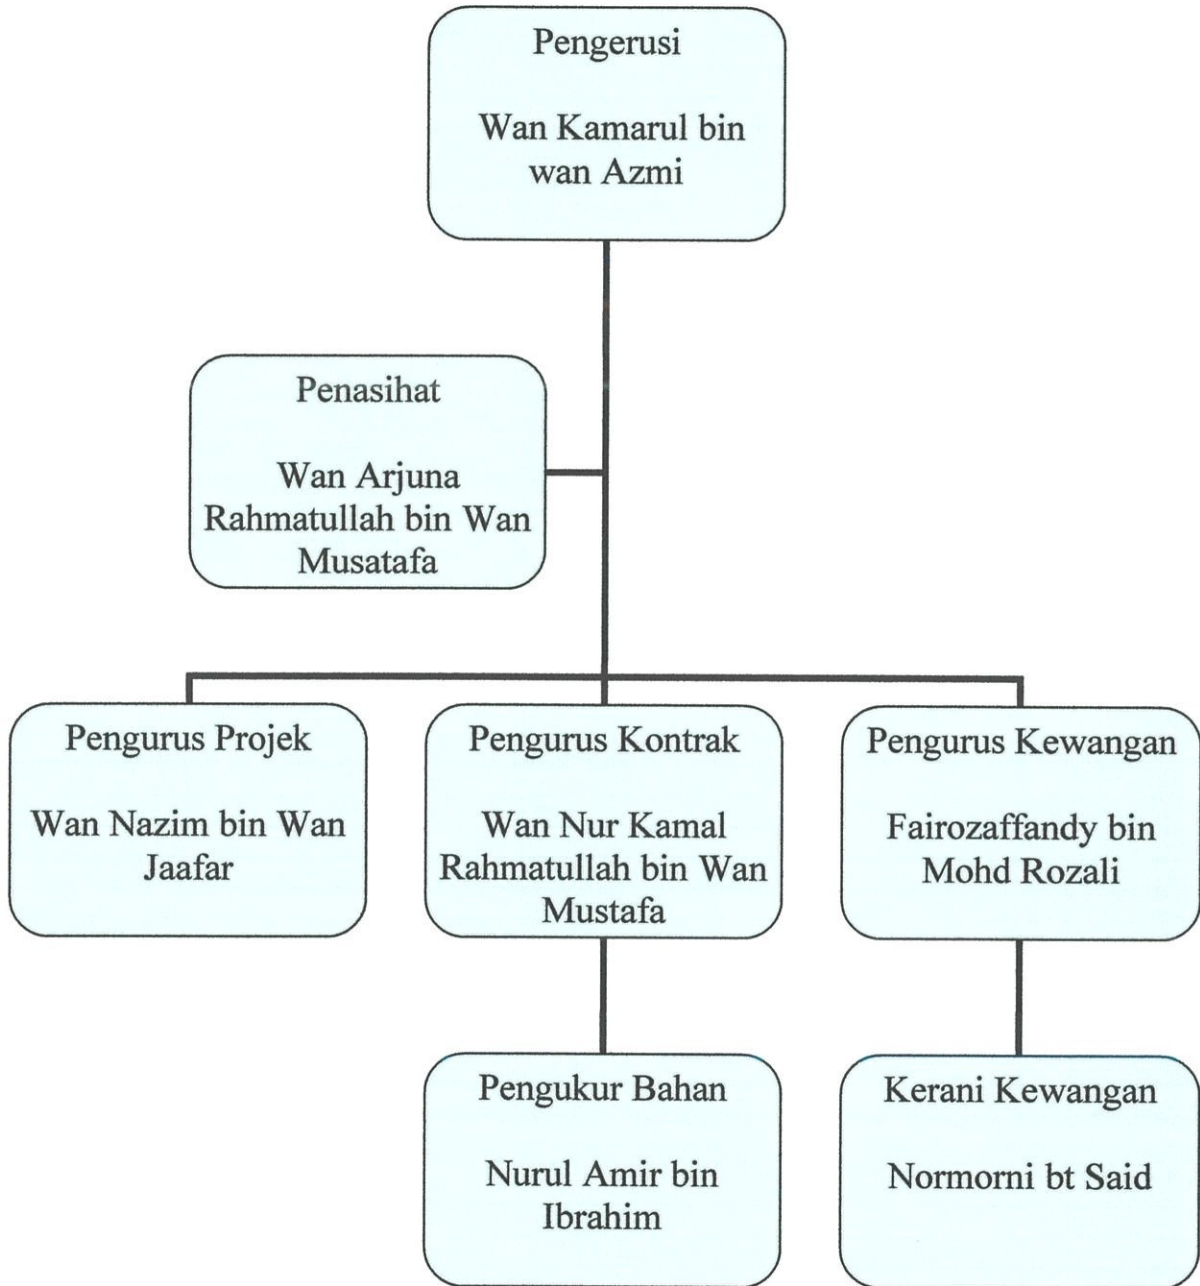 Pengerusi
Wan Kamarul bin
wan Azmi
Penasihat
Wan Arjuna
Rahmatullah bin Wan
Musatafa
Pengurus Projek
Wan Nazim bin Wan
Jaafar
Pengurus Kontrak
Wan Nur Kamal
Rahmatullah bin Wan
Mustafa
Pengurus Kewangan
Fairozaffandy bin
Mohd Rozali
Pengukur Bahan
Nurul Amir bin
Ibrahim
Kerani Kewangan
Normorni bt Said